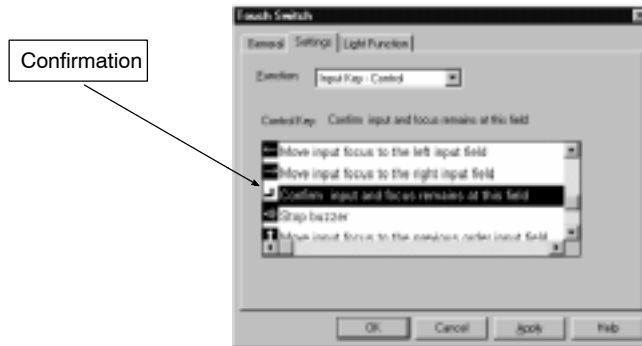 Touch Switch
General Settings Light Function
Confirmation
Function: Input Key - Control
Control Key: Confirm input and focus remains at this field
Move input focus to the left input field
Move input focus to the right input field
Confirm input and focus remains at this field
Stop buzzer
Move input focus to the previous order input field
OK Cancel Apply Help